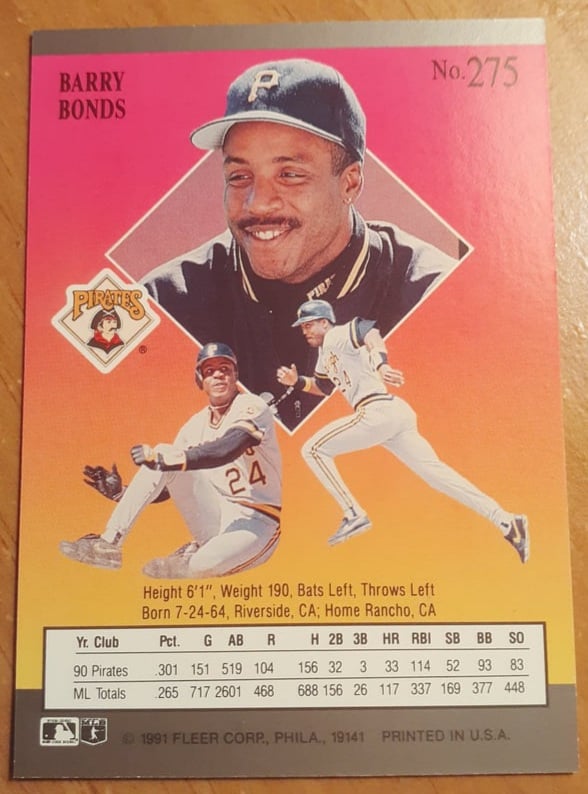 BARRY
BONDS
No. 275
P
PIRATES
®
PIR
24
24
Height 6'1", Weight 190, Bats Left, Throws Left
Born 7-24-64, Riverside, CA; Home Rancho, CA
Yr. Club Pct. G AB R H 2B 3B HR RBI SB BB SO
90 Pirates .301 151 519 104 156 32 3 33 114 52 93 83
ML Totals .265 717 2601 468 688 156 26 117 337 169 377 448
© 1991 FLEER CORP., PHILA., 19141 PRINTED IN U.S.A.